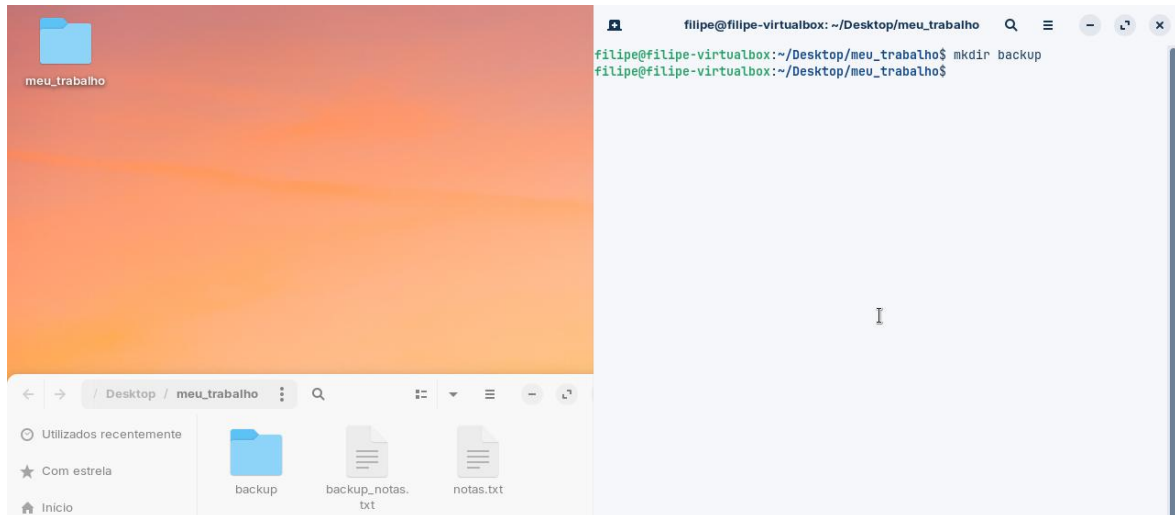 meu_trabalho
filipe@filipe-virtualbox: ~/Desktop/meu_trabalho
filipe@filipe-virtualbox:~/Desktop/meu_trabalho$ mkdir backup
filipe@filipe-virtualbox:~/Desktop/meu_trabalho$
/ Desktop / meu_trabalho
Utilizados recentemente
Com estrela
Início
backup
backup_notas.
txt
notas.txt